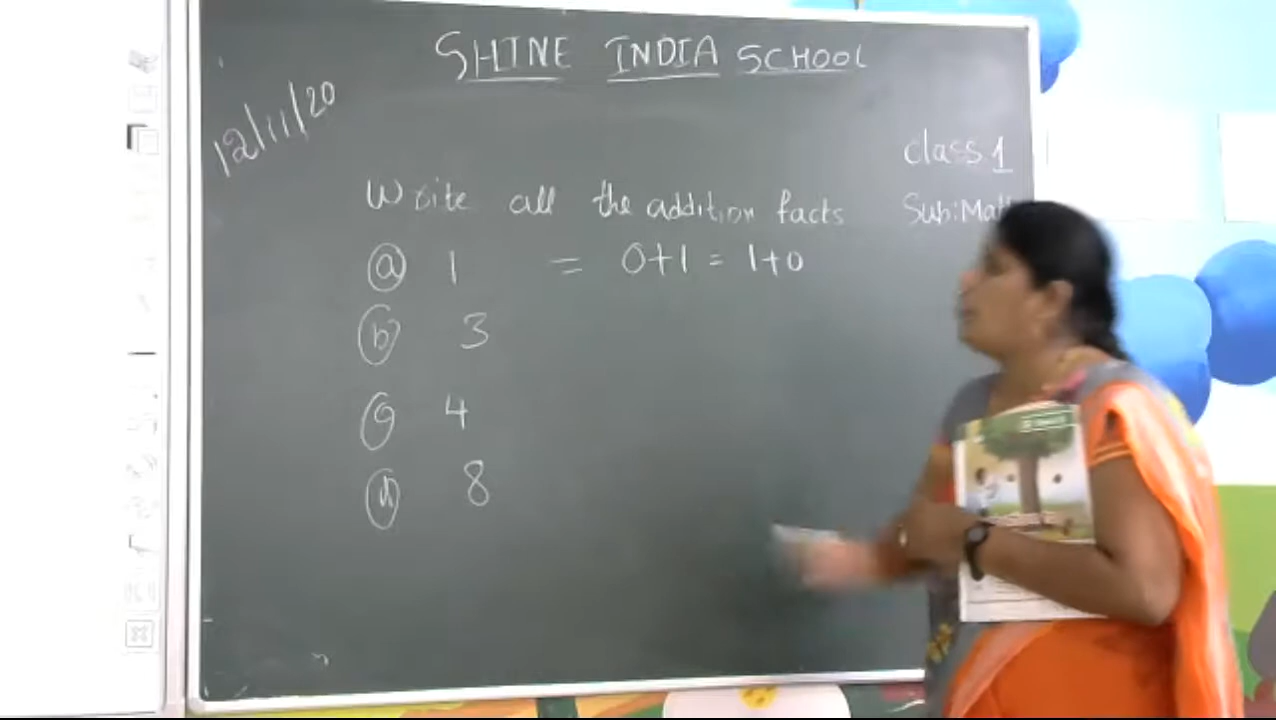 SHINE INDIA SCHOOL
12/11/20
class 1
Write all the addition facts
Sub: Mat
(a) 1 = 0+1 = 1+0
(b) 3
(c) 4
(d) 8